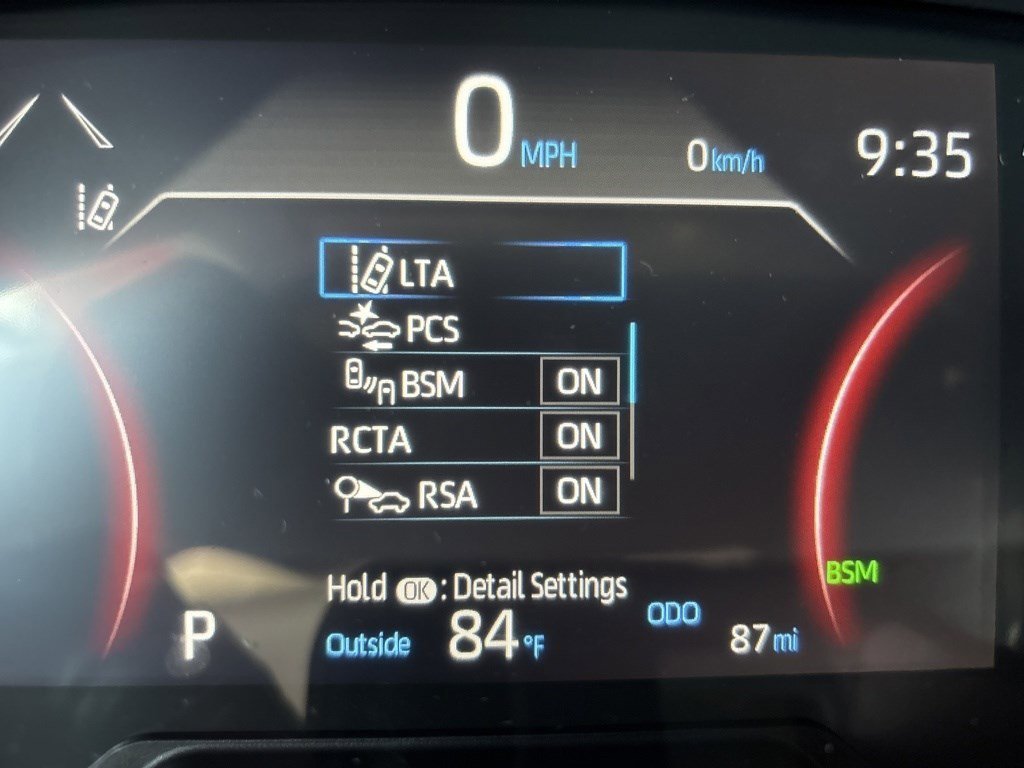 0 MPH 0 km/h 9:35
LTA
PCS
BSM ON
RCTA ON
RSA ON
BSM
Hold OK : Detail Settings
P Outside 84 °F ODO 87 mi